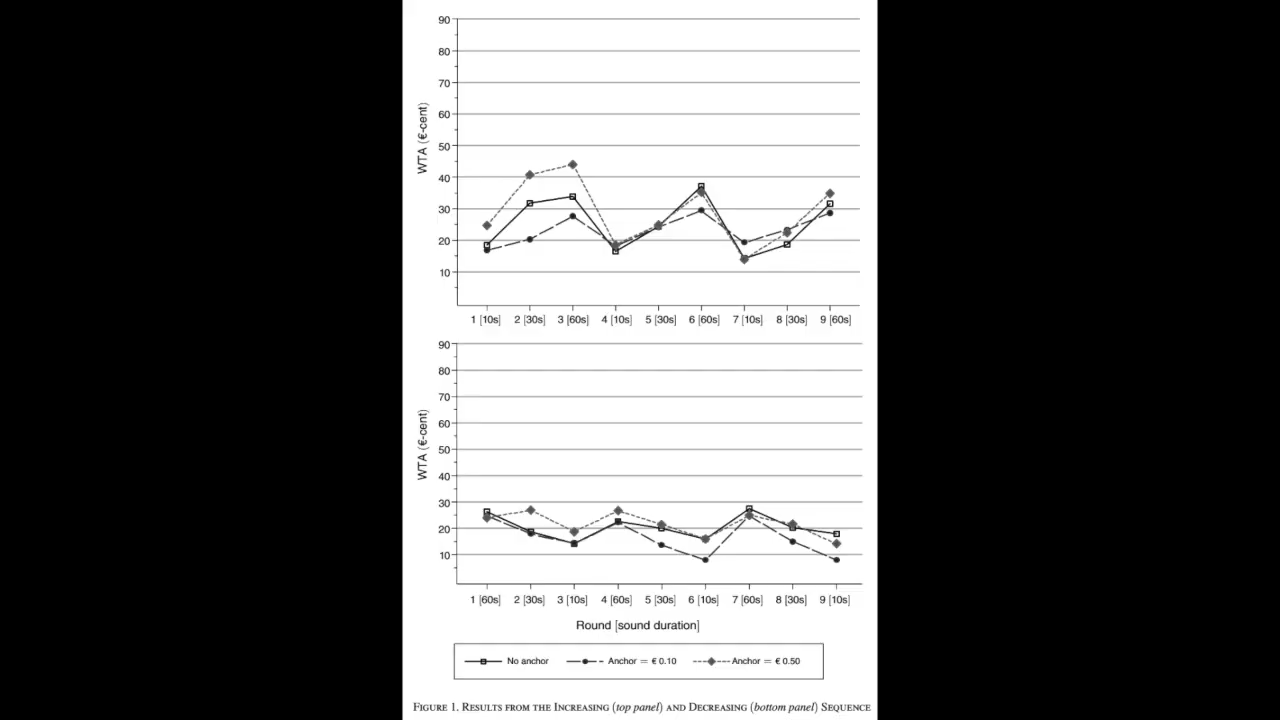 90
80
70
60
50
40
30
20
10
WTA (€-cent)
1 [10s] 2 [30s] 3 [60s] 4 [10s] 5 [30s] 6 [60s] 7 [10s] 8 [30s] 9 [60s]
90
80
70
60
50
40
30
20
10
WTA (€-cent)
1 [60s] 2 [30s] 3 [10s] 4 [60s] 5 [30s] 6 [10s] 7 [60s] 8 [30s] 9 [10s]
Round [sound duration]
No anchor Anchor = € 0.10 Anchor = € 0.50
Figure 1. Results from the Increasing (top panel) and Decreasing (bottom panel) Sequence